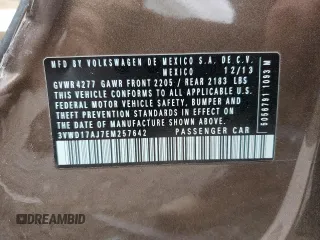 MFD BY VOLKSWAGEN DE MEXICO S.A. DE C.V.
MEXICO 12/13
GVWR4277 GAWR FRONT 2205 / REAR 2183 LBS
THIS VEHICLE CONFORMS TO ALL APPLICABLE
FEDERAL MOTOR VEHICLE SAFETY, BUMPER AND
THEFT PREVENTION STANDARDS IN EFFECT ON
THE DATE OF MANUFACTURE SHOWN ABOVE
3VWD17AJ7EM257642 PASSENGER CAR
DREAMBID